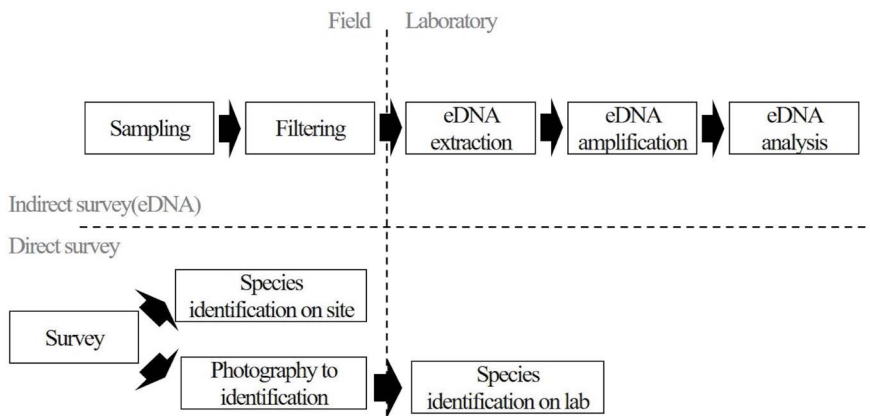 Field Laboratory
Sampling
Filtering
eDNA
extraction
eDNA
amplification
eDNA
analysis
Indirect survey(eDNA)
Direct survey
Survey
Species
identification on site
Photography to
identification
Species
identification on lab